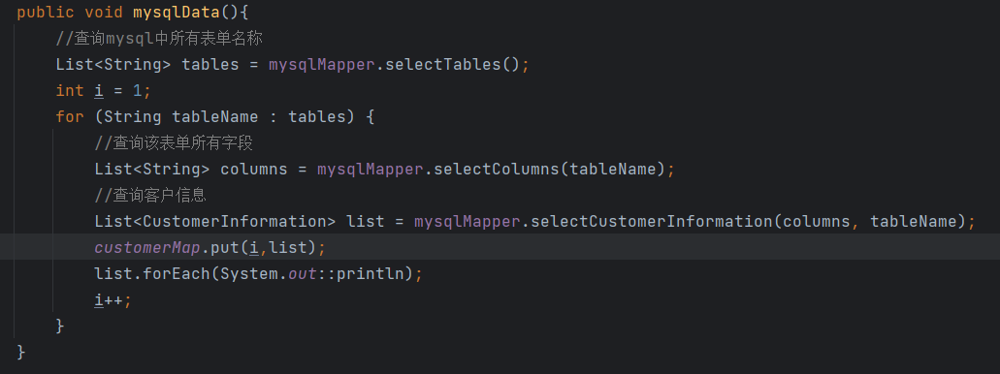 public void mysqlData(){
//查询mysql中所有表单名称
List<String> tables = mysqlMapper.selectTables();
int i = 1;
for (String tableName : tables) {
//查询该表单所有字段
List<String> columns = mysqlMapper.selectColumns(tableName);
//查询客户信息
List<CustomerInformation> list = mysqlMapper.selectCustomerInformation(columns, tableName);
customerMap.put(i,list);
list.forEach(System.out::println);
i++;
}
}